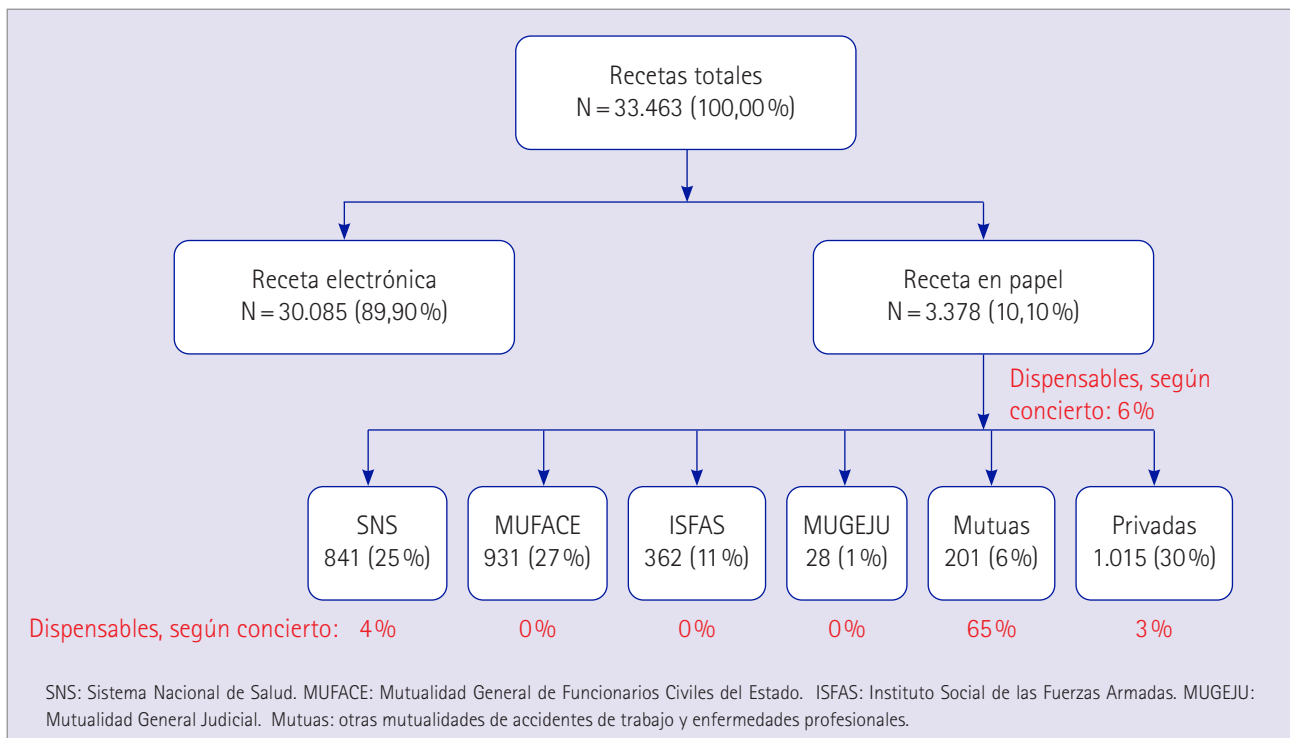 Recetas totales
N = 33.463 (100,00 %)
Receta electrónica
N = 30.085 (89,90 %)
Receta en papel
N = 3.378 (10,10 %)
Dispensables, según
concierto: 6 %
SNS
841 (25 %)
MUFACE
931 (27 %)
ISFAS
362 (11 %)
MUGEJU
28 (1 %)
Mutuas
201 (6 %)
Privadas
1.015 (30 %)
Dispensables, según concierto: 4 % 0 % 0 % 0 % 65 % 3 %
SNS: Sistema Nacional de Salud. MUFACE: Mutualidad General de Funcionarios Civiles del Estado. ISFAS: Instituto Social de las Fuerzas Armadas. MUGEJU:
Mutualidad General Judicial. Mutuas: otras mutualidades de accidentes de trabajo y enfermedades profesionales.